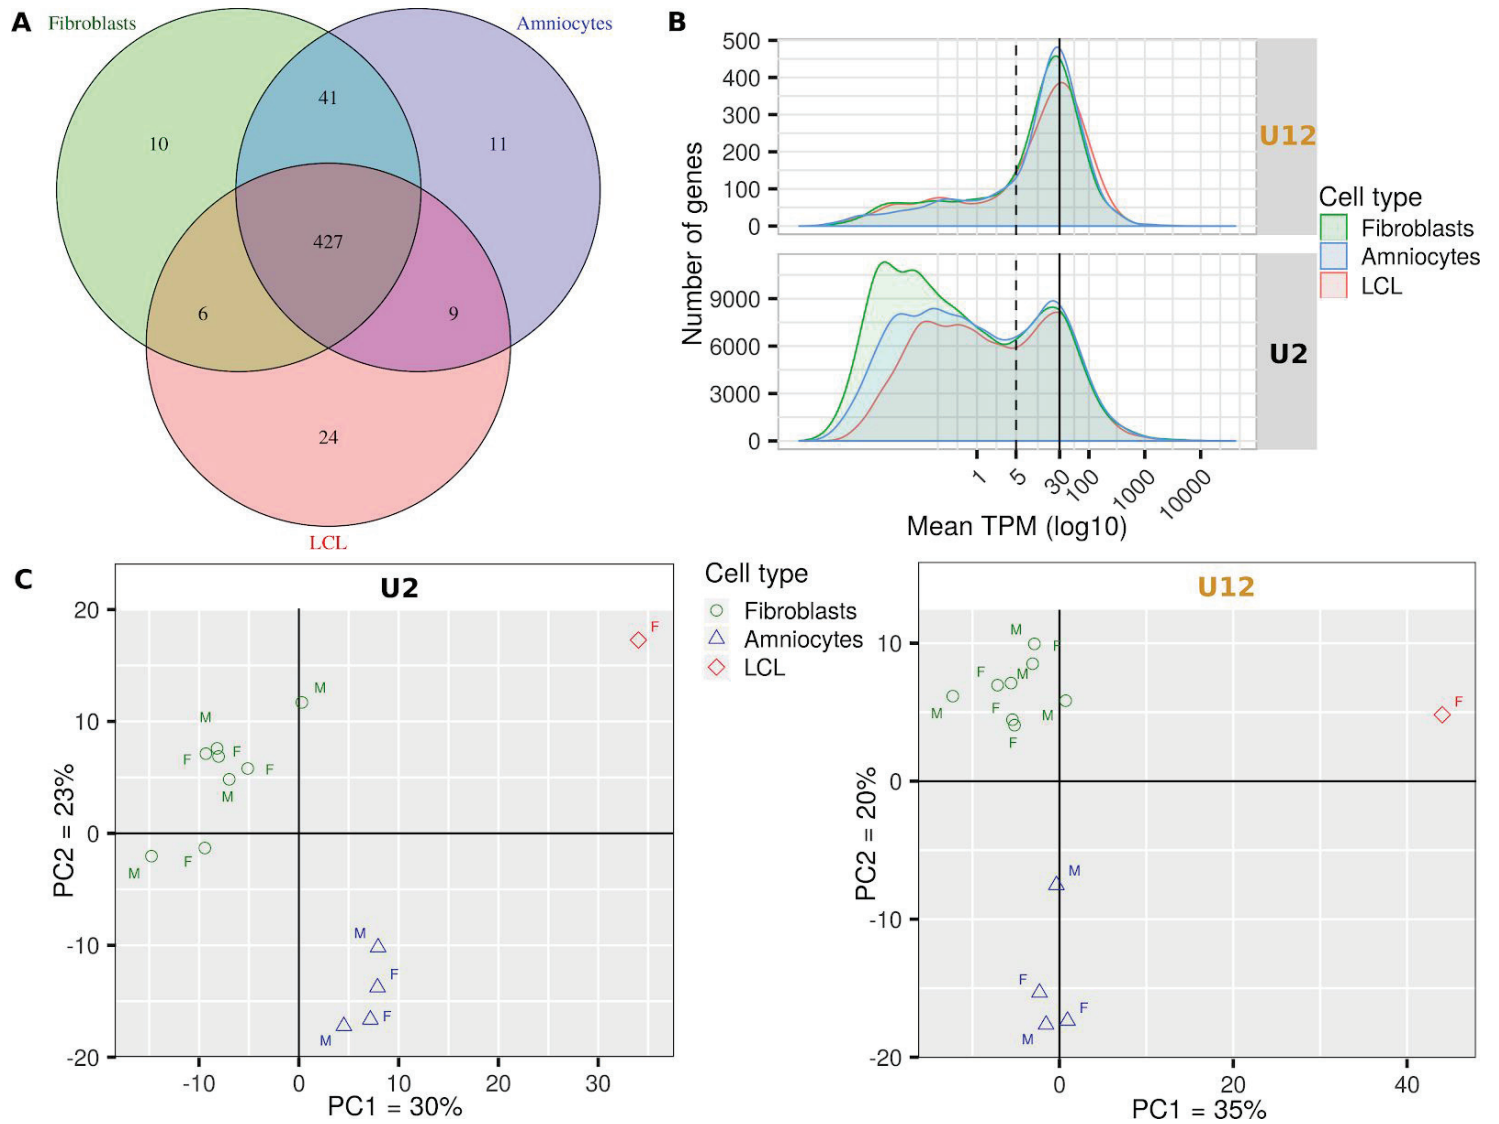 A
Fibroblasts
Amniocytes
41
10
11
427
6
9
24
LCL
B
500
400
300
200
100
0
U12
9000
6000
3000
0
U2
Number of genes
1
5
30
100
1000
10000
Mean TPM (log10)
Cell type
Fibroblasts
Amniocytes
LCL
C
U2
20
10
0
-10
-20
PC2 = 23%
F
M
M
F
F
F
M
M
F
M
F
F
M
-10
0
10
20
30
PC1 = 30%
Cell type
Fibroblasts
Amniocytes
LCL
U12
10
0
-10
-20
PC2 = 20%
M
F
F
M
M
F
M
F
F
M
F
F
M
0
20
40
PC1 = 35%